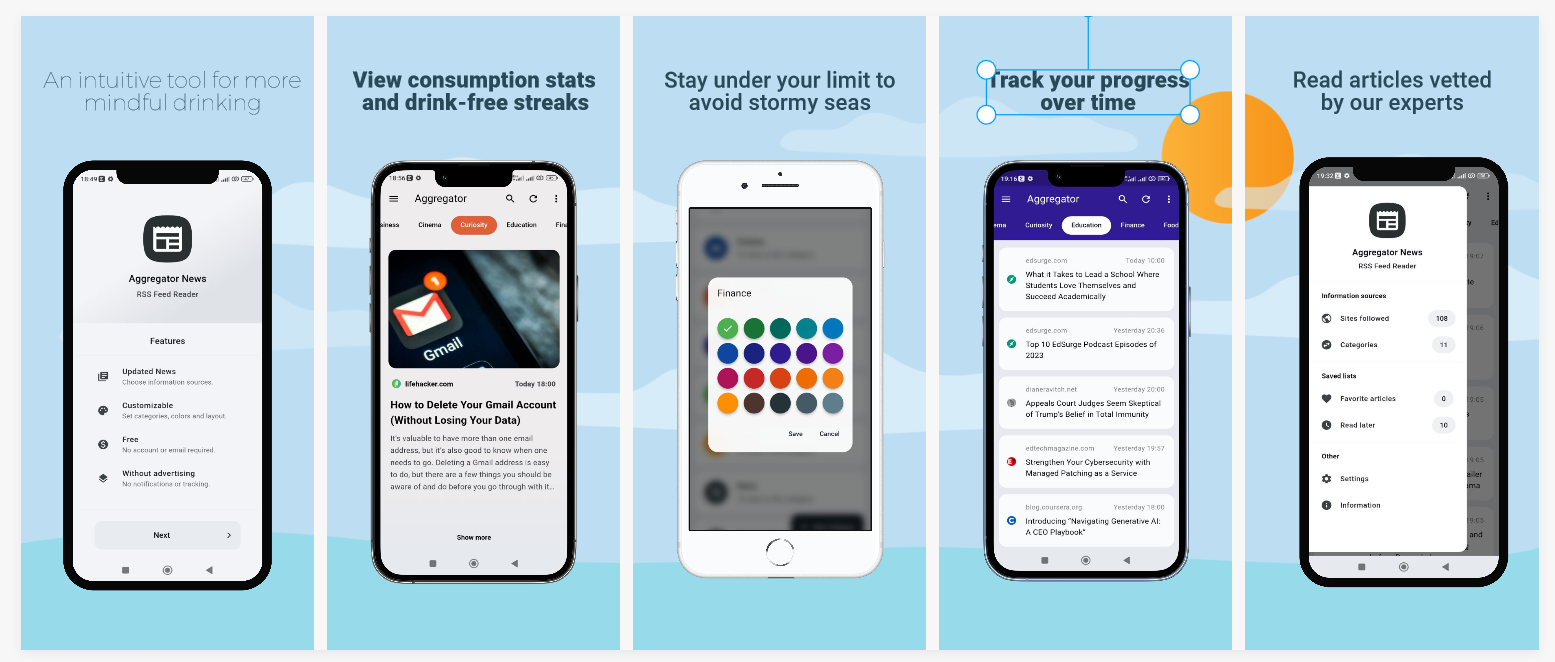 An intuitive tool for more
mindful drinking
18:49
Aggregator News
RSS Feed Reader
Features
Updated News
Choose information sources.
Customizable
Set categories, colors and layout.
Free
No account or email required.
Without advertising
No notifications or tracking.
Next
View consumption stats
and drink-free streaks
18:56
Aggregator
siness Cinema Curiosity Education Fina
1
Gmail
lifehacker.com Today 18:00
How to Delete Your Gmail Account
(Without Losing Your Data)
It's valuable to have more than one email
address, but it's also good to know when one
needs to go. Deleting a Gmail address is easy
to do, but there are a few things you should be
aware of and do before you go through with it...
Show more
Stay under your limit to
avoid stormy seas
Finance
Save Cancel
Track your progress
over time
19:16
Aggregator
ema Curiosity Education Finance Food
edsurge.com Today 10:00
What it Takes to Lead a School Where
Students Love Themselves and
Succeed Academically
edsurge.com Yesterday 20:36
Top 10 EdSurge Podcast Episodes of
2023
dianeravitch.net Yesterday 20:00
Appeals Court Judges Seem Skeptical
of Trump's Belief in Total Immunity
edtechmagazine.com Yesterday 19:57
Strengthen Your Cybersecurity with
Managed Patching as a Service
blog.coursera.org Yesterday 18:00
Introducing "Navigating Generative AI:
A CEO Playbook"
Read articles vetted
by our experts
19:32
Aggregator News
RSS Feed Reader
Information sources
Sites followed 108
Categories 11
Saved lists
Favorite articles 0
Read later 10
Other
Settings
Information